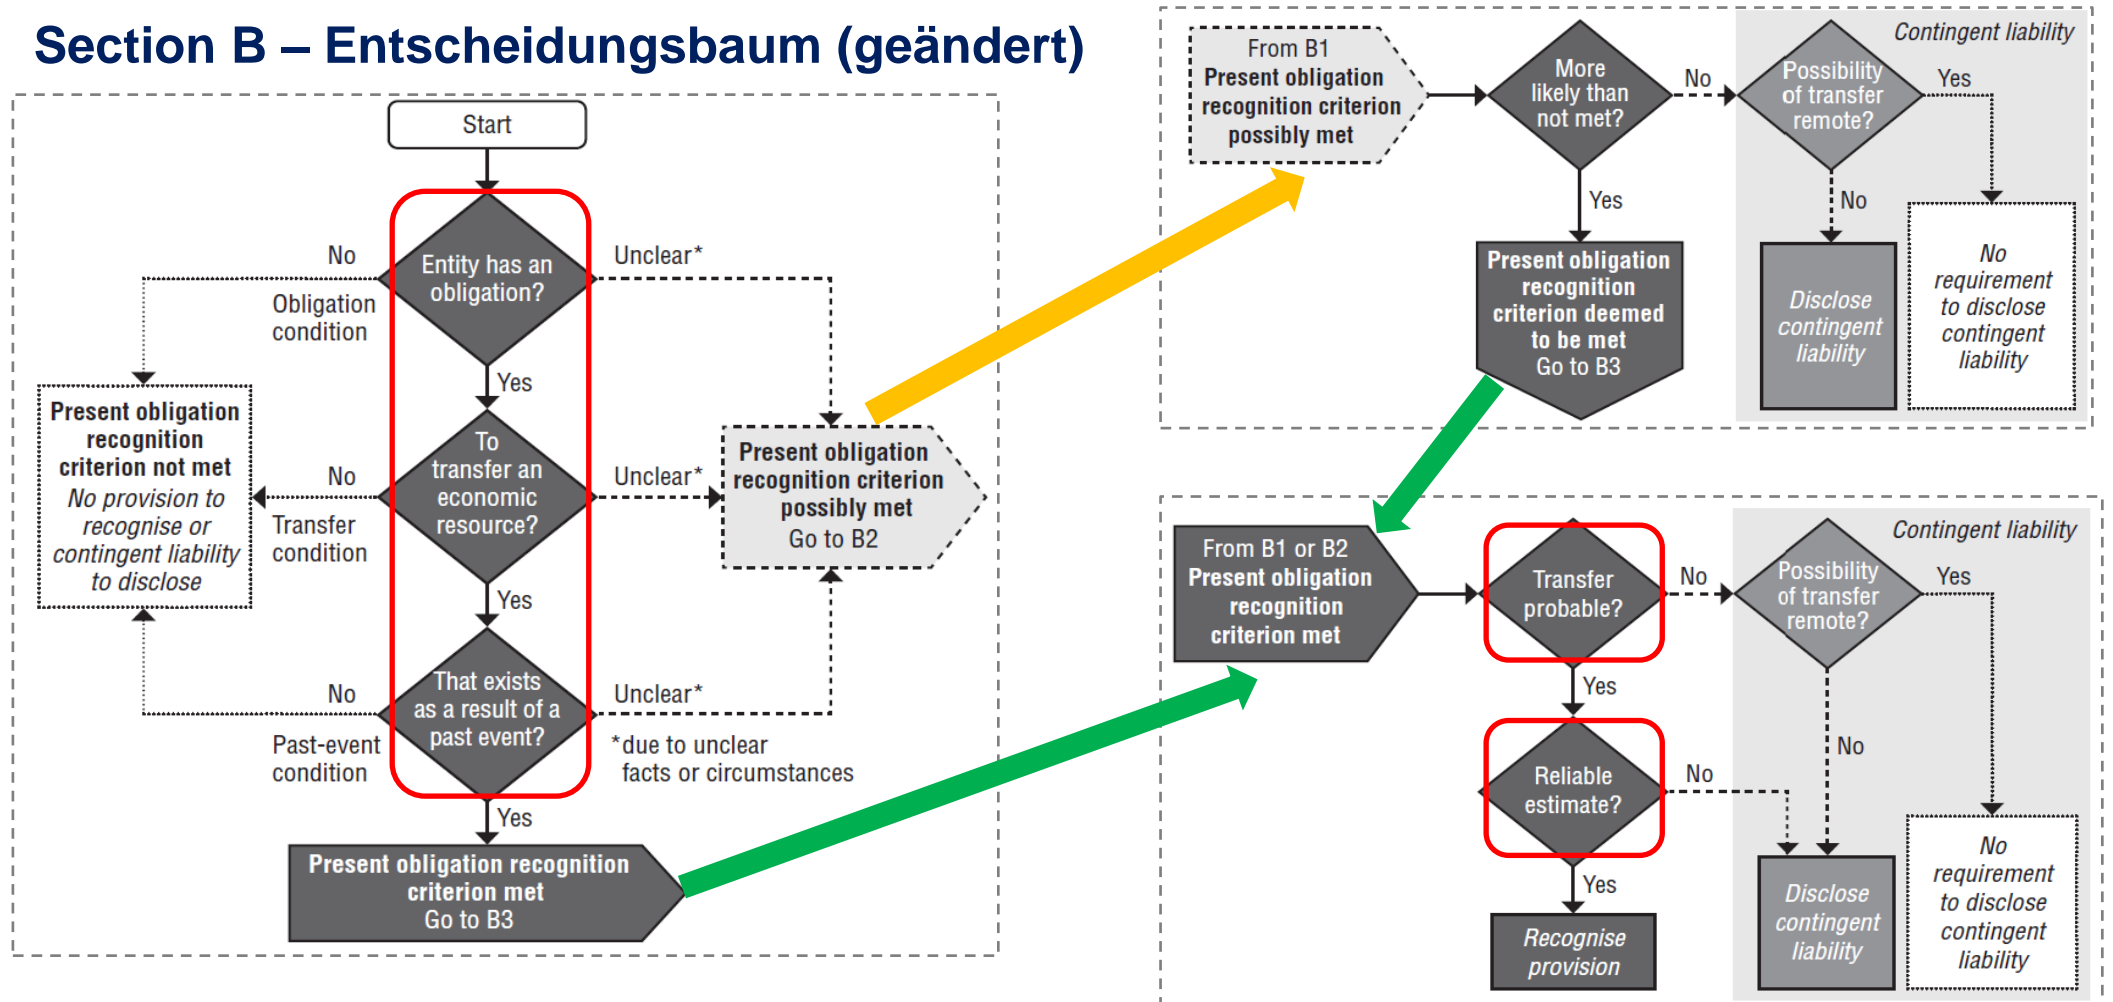 Section B – Entscheidungsbaum (geändert)
Start
Entity has an
obligation?
No
Obligation
condition
Unclear*
Yes
To
transfer an
economic
resource?
No
Transfer
condition
Unclear*
Yes
That exists
as a result of a
past event?
No
Past-event
condition
Unclear*
*due to unclear
facts or circumstances
Yes
Present obligation
recognition
criterion not met
No provision to
recognise or
contingent liability
to disclose
Present obligation
recognition criterion
possibly met
Go to B2
Present obligation recognition
criterion met
Go to B3
From B1
Present obligation
recognition criterion
possibly met
More
likely than
not met?
No
Yes
Present obligation
recognition
criterion deemed
to be met
Go to B3
Contingent liability
Possibility
of transfer
remote?
Yes
No
Disclose
contingent
liability
No
requirement
to disclose
contingent
liability
From B1 or B2
Present obligation
recognition
criterion met
Transfer
probable?
No
Yes
Reliable
estimate?
No
Yes
Recognise
provision
Contingent liability
Possibility
of transfer
remote?
Yes
No
Disclose
contingent
liability
No
requirement
to disclose
contingent
liability